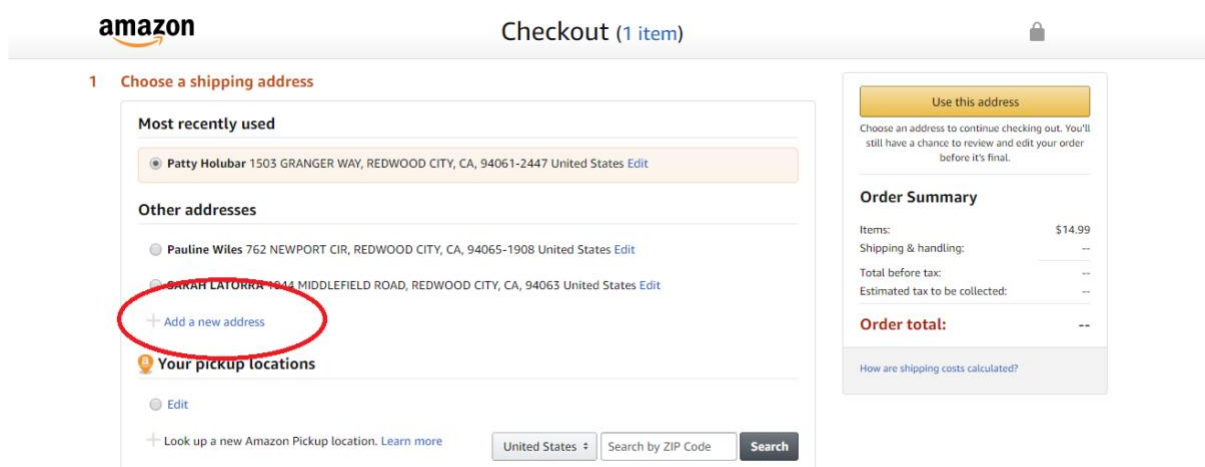 amazon
Checkout (1 item)
1 Choose a shipping address
Most recently used
Patty Holubar 1503 GRANGER WAY, REDWOOD CITY, CA, 94061-2447 United States Edit
Other addresses
Pauline Wiles 762 NEWPORT CIR, REDWOOD CITY, CA, 94065-1908 United States Edit
SARAH LATORRA 1044 MIDDLEFIELD ROAD, REDWOOD CITY, CA, 94063 United States Edit
Add a new address
Your pickup locations
Edit
Look up a new Amazon Pickup location. Learn more
United States
Search by ZIP Code
Search
Use this address
Choose an address to continue checking out. You'll
still have a chance to review and edit your order
before it's final.
Order Summary
Items: $14.99
Shipping & handling: --
Total before tax: --
Estimated tax to be collected: --
Order total: --
How are shipping costs calculated?